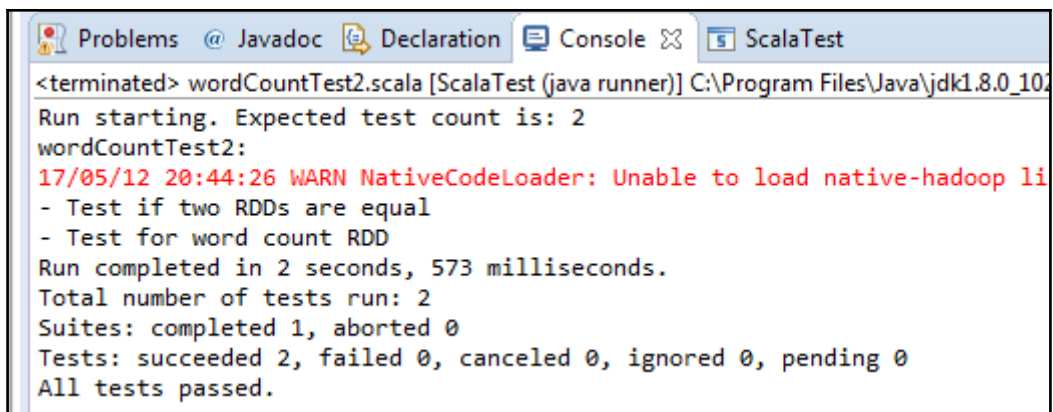 Problems @ Javadoc Declaration Console ScalaTest
<terminated> wordCountTest2.scala [ScalaTest (java runner)] C:\Program Files\Java\jdk1.8.0_102
Run starting. Expected test count is: 2
wordCountTest2:
17/05/12 20:44:26 WARN NativeCodeLoader: Unable to load native-hadoop li
- Test if two RDDs are equal
- Test for word count RDD
Run completed in 2 seconds, 573 milliseconds.
Total number of tests run: 2
Suites: completed 1, aborted 0
Tests: succeeded 2, failed 0, canceled 0, ignored 0, pending 0
All tests passed.